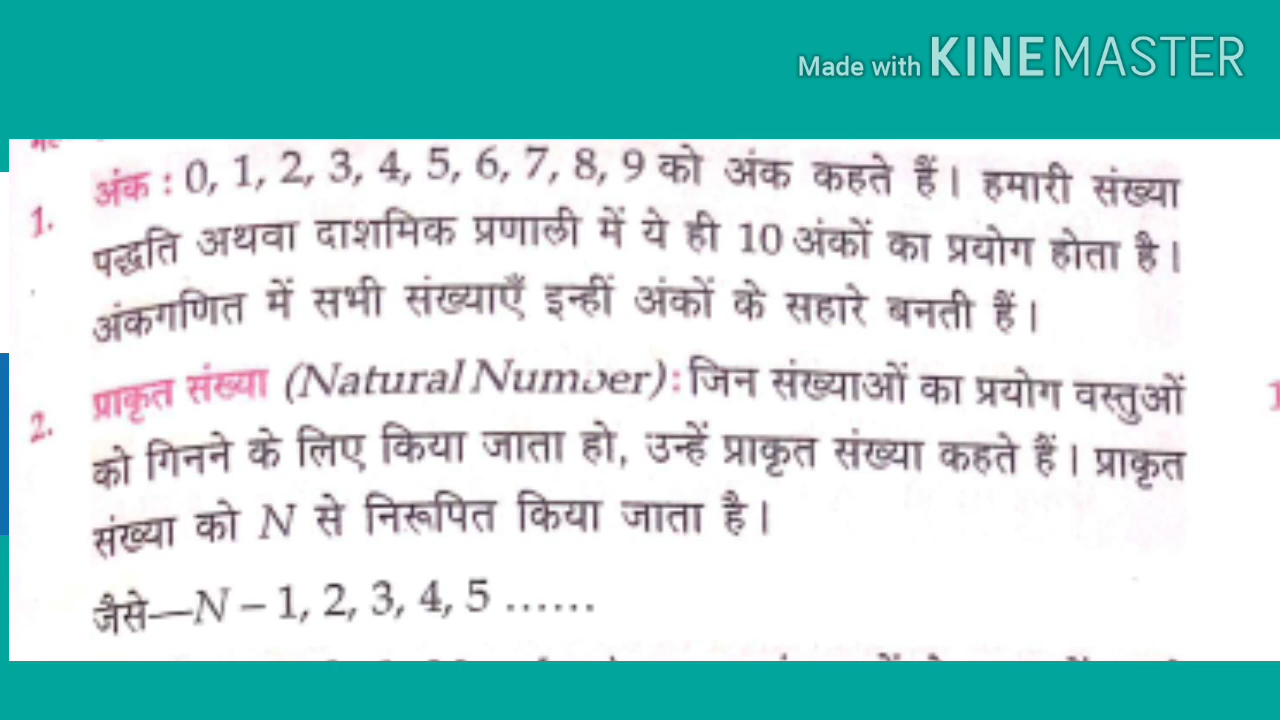 Made with KINEMASTER
1. अंक : 0, 1, 2, 3, 4, 5, 6, 7, 8, 9 को अंक कहते हैं। हमारी संख्या
पद्धति अथवा दाशमिक प्रणाली में ये ही 10 अंकों का प्रयोग होता है।
अंकगणित में सभी संख्याएँ इन्हीं अंकों के सहारे बनती हैं।
2. प्राकृत संख्या (Natural Number) : जिन संख्याओं का प्रयोग वस्तुओं
को गिनने के लिए किया जाता हो, उन्हें प्राकृत संख्या कहते हैं। प्राकृत
संख्या को N से निरूपित किया जाता है।
जैसे—N – 1, 2, 3, 4, 5 ......